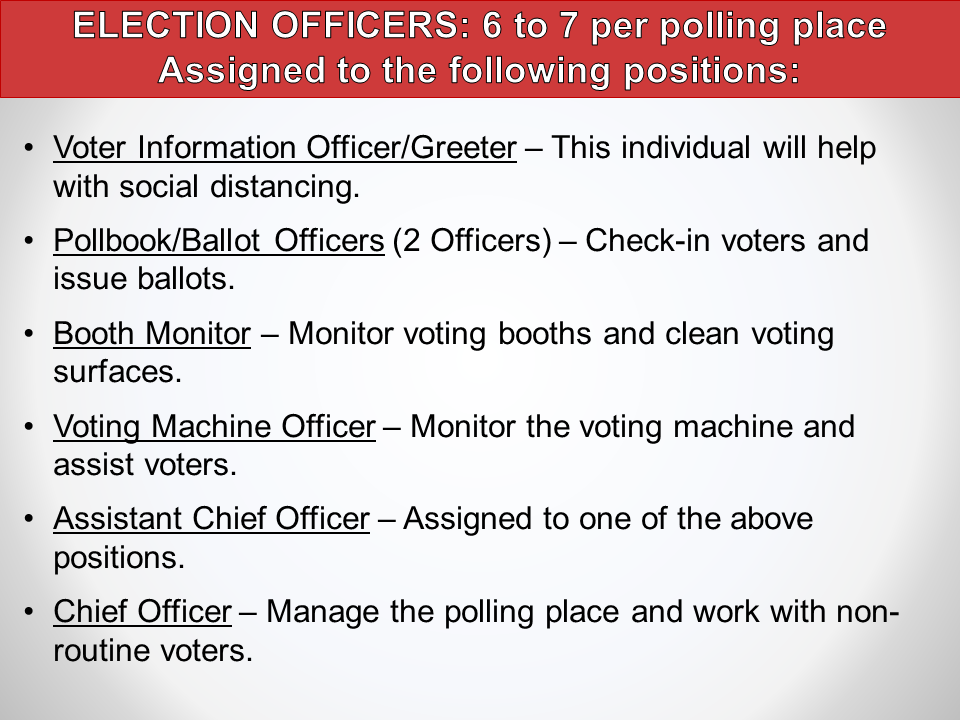 ELECTION OFFICERS: 6 to 7 per polling place
Assigned to the following positions:
• Voter Information Officer/Greeter – This individual will help
with social distancing.
• Pollbook/Ballot Officers (2 Officers) – Check-in voters and
issue ballots.
• Booth Monitor – Monitor voting booths and clean voting
surfaces.
• Voting Machine Officer – Monitor the voting machine and
assist voters.
• Assistant Chief Officer – Assigned to one of the above
positions.
• Chief Officer – Manage the polling place and work with non-
routine voters.